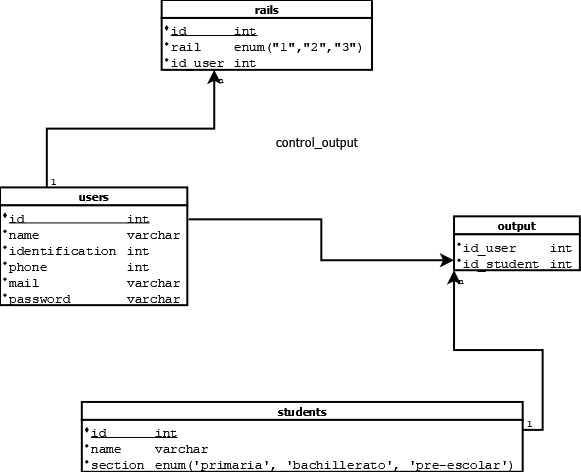 rails
id int
rail enum("1","2","3")
id_user int
n
control_output
1
users
id int
name varchar
identification int
phone int
mail varchar
password varchar
output
id_user int
id_student int
n
students
1
id int
name varchar
section enum('primaria', 'bachillerato', 'pre-escolar')